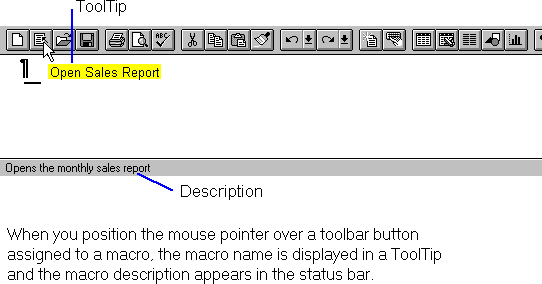 ToolTip
ABC
Open Sales Report
Opens the monthly sales report
Description
When you position the mouse pointer over a toolbar button
assigned to a macro, the macro name is displayed in a ToolTip
and the macro description appears in the status bar.